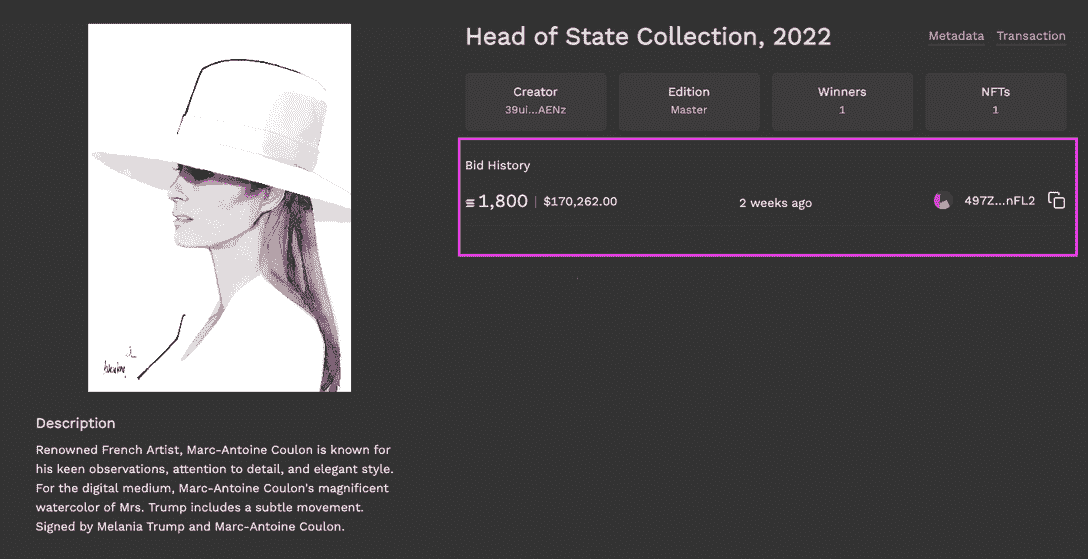 Head of State Collection, 2022
Metadata Transaction
Creator
39ui...AENz
Edition
Master
Winners
1
NFTs
1
Bid History
1,800 | $170,262.00
2 weeks ago
497Z...nFL2
Description
Renowned French Artist, Marc-Antoine Coulon is known for
his keen observations, attention to detail, and elegant style.
For the digital medium, Marc-Antoine Coulon's magnificent
watercolor of Mrs. Trump includes a subtle movement.
Signed by Melania Trump and Marc-Antoine Coulon.